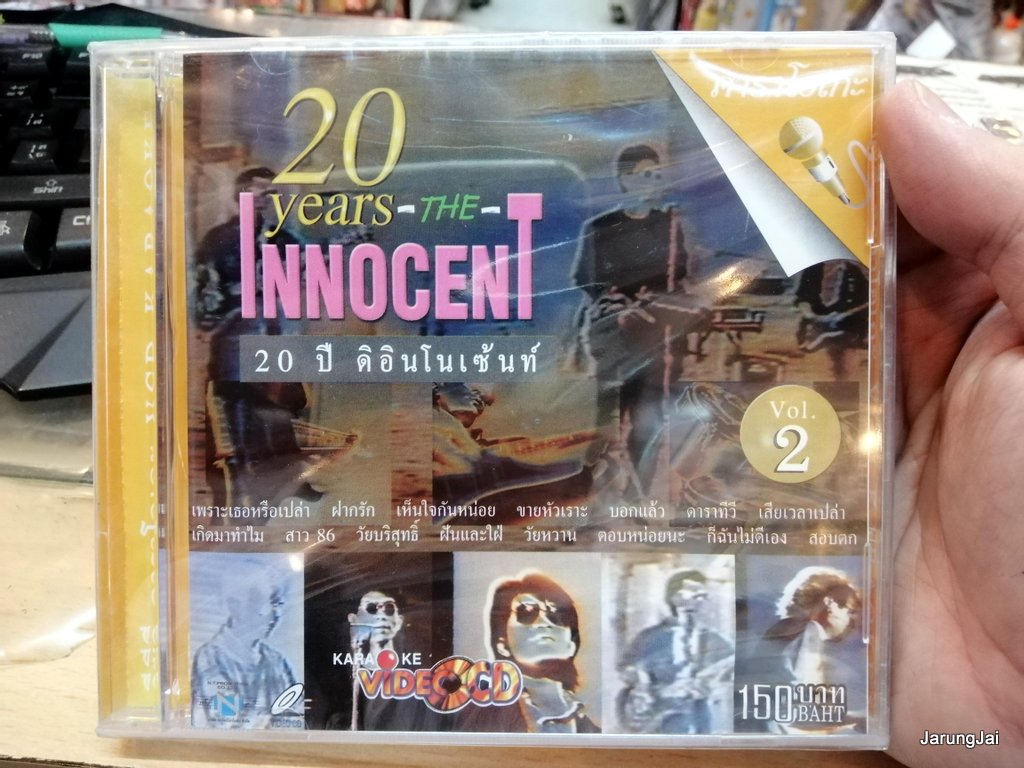 คาราโอเกะ
20
years - THE -
INNOCENT
20 ปี ดิอินโนเซ้นท์
Vol.
2
เพราะเธอหรือเปล่า ฝากรัก เห็นใจกันหน่อย ขายหัวเราะ บอกแล้ว ดาราทีวี เสียเวลาเปล่า
เกิดมาทำไม สาว 86 วัยบริสุทธิ์ ฝันและใฝ่ วัยหวาน ตอบหน่อยนะ ก็ฉันไม่ดีเอง สอบตก
KARAOKE
VIDEO CD
150 บาท
BAHT
N
VCD KARAOKE
Shift
JarungJai